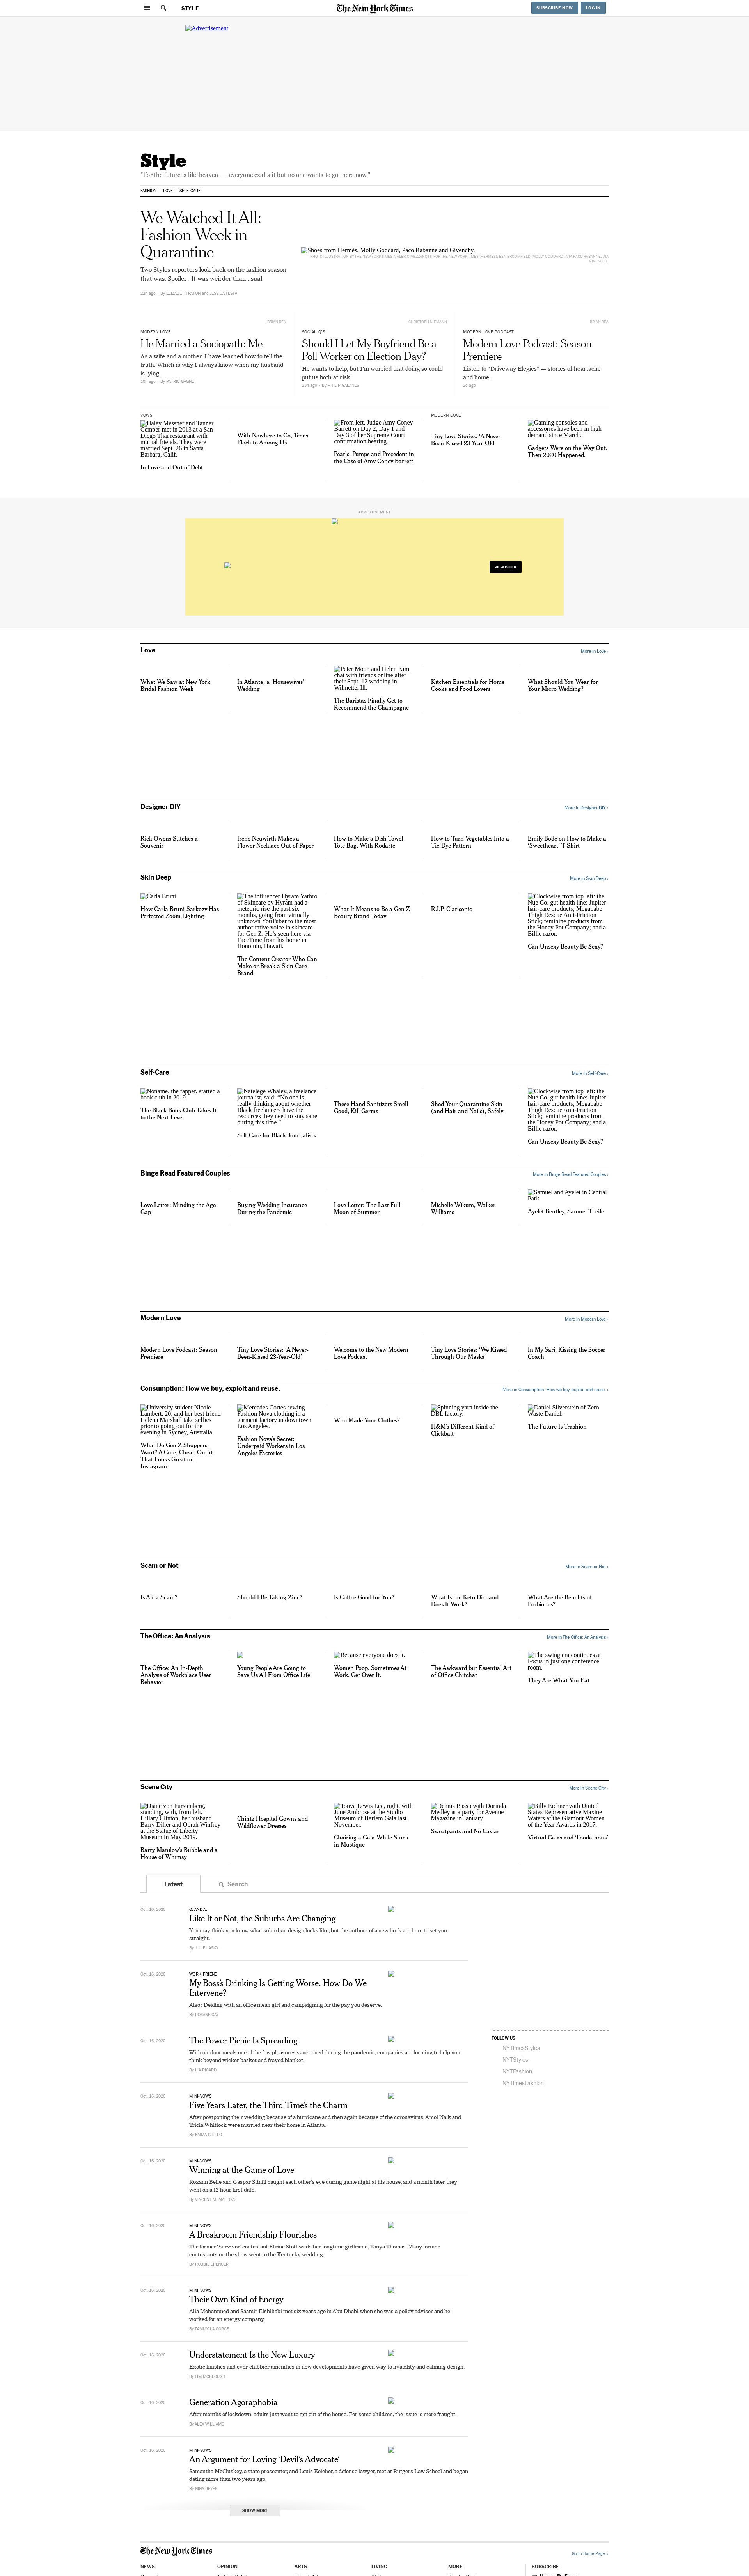 STYLE
The New York Times
SUBSCRIBE NOW
LOG IN
Advertisement
Style
"For the future is like heaven — everyone exalts it but no one wants to go there now."
FASHION
LOVE
SELF-CARE
We Watched It All: Fashion Week in Quarantine
Two Styles reporters look back on the fashion season that was. Spoiler: It was weirder than usual.
22h ago
By ELIZABETH PATON and JESSICA TESTA
Shoes from Hermès, Molly Goddard, Paco Rabanne and Givenchy.
MODERN LOVE
He Married a Sociopath: Me
As a wife and a mother, I have learned how to tell the truth. Which is why I always know when my husband is lying.
By PATRIC GAGNE
SOCIAL Q'S
Should I Let My Boyfriend Be a Poll Worker on Election Day?
He wants to help, but I'm worried that doing so could put us both at risk.
By PHILIP GALANES
MODERN LOVE PODCAST
Modern Love Podcast: Season Premiere
Listen to "Driveway Elegies" — stories of heartache and home.
VOWS
Haley Messner and Tanner Cemper met in 2013 at a San Diego Thai restaurant with mutual friends. They were married Sept. 26 in Santa Barbara, Calif.
In Love and Out of Debt
With Nowhere to Go, Teens Flock to Among Us
From left, Judge Amy Coney Barrett on Day 2, Day 1 and Day 3 of her Supreme Court confirmation hearing.
Pearls, Pumps and Precedent in the Case of Amy Coney Barrett
MODERN LOVE
Tiny Love Stories: 'A Never-Been-Kissed 23-Year-Old'
Gaming consoles and accessories have been in high demand since March.
Gadgets Were on the Way Out. Then 2020 Happened.
ADVERTISEMENT
VIEW OFFER
Love
More in Love ›
What We Saw at New York Bridal Fashion Week
In Atlanta, a 'Housewives' Wedding
Peter Moon and Helen Kim chat with friends online after their Sept. 12 wedding in Wilmette, Ill.
The Baristas Finally Get to Recommend the Champagne
Kitchen Essentials for Home Cooks and Food Lovers
What Should You Wear for Your Micro Wedding?
Designer DIY
More in Designer DIY ›
Rick Owens Stitches a Souvenir
Irene Neuwirth Makes a Flower Necklace Out of Paper
How to Make a Dish Towel Tote Bag, With Rodarte
How to Turn Vegetables Into a Tie-Dye Pattern
Emily Bode on How to Make a 'Sweetheart' T-Shirt
Skin Deep
More in Skin Deep ›
Carla Bruni
How Carla Bruni-Sarkozy Has Perfected Zoom Lighting
The influencer Hyram Yarbro of Skincare by Hyram had a meteoric rise the past six months, going from virtually unknown YouTube to the most authoritative voice in skincare for Gen Z. He's seen here via FaceTime from his home in Honolulu, Hawaii.
The Content Creator Who Can Make or Break a Skin Care Brand
What It Means to Be a Gen Z Beauty Brand Today
R.I.P. Clarisonic
Clockwise from top left: the Nue Co. gut health line; Jupiter hair-care products; Megababe Thigh Rescue Anti-Friction Stick; feminine products from the Honey Pot Company; and a Billie razor.
Can Unsexy Beauty Be Sexy?
Self-Care
More in Self-Care ›
Noname, the rapper, started a book club in 2019.
The Black Book Club Takes It to the Next Level
Natelegé Whaley, a freelance journalist, said: "No one is really thinking about whether Black freelancers have the resources they need to stay sane during this time."
Self-Care for Black Journalists
These Hand Sanitizers Smell Good, Kill Germs
Shed Your Quarantine Skin (and Hair and Nails), Safely
Clockwise from top left: the Nue Co. gut health line; Jupiter hair-care products; Megababe Thigh Rescue Anti-Friction Stick; feminine products from the Honey Pot Company; and a Billie razor.
Can Unsexy Beauty Be Sexy?
Binge Read Featured Couples
More in Binge Read Featured Couples ›
Love Letter: Minding the Age Gap
Buying Wedding Insurance During the Pandemic
Love Letter: The Last Full Moon of Summer
Michelle Wikum, Walker Williams
Samuel and Ayelet in Central Park
Ayelet Bentley, Samuel Tbeile
Modern Love
More in Modern Love ›
Modern Love Podcast: Season Premiere
Tiny Love Stories: 'A Never-Been-Kissed 23-Year-Old'
Welcome to the New Modern Love Podcast
Tiny Love Stories: 'We Kissed Through Our Masks'
In My Sari, Kissing the Soccer Coach
Consumption: How we buy, exploit and reuse.
More in Consumption: How we buy, exploit and reuse. ›
University student Nicole Lambert, 20, and her best friend Helena Marshall take selfies prior to going out for the evening in Sydney, Australia.
What Do Gen Z Shoppers Want? A Cute, Cheap Outfit That Looks Great on Instagram
Mercedes Cortes sewing Fashion Nova clothing in a garment factory in downtown Los Angeles.
Fashion Nova's Secret: Underpaid Workers in Los Angeles Factories
Who Made Your Clothes?
Spinning yarn inside the DBL factory.
H&M's Different Kind of Clickbait
Daniel Silverstein of Zero Waste Daniel.
The Future Is Trashion
Scam or Not
More in Scam or Not ›
Is Air a Scam?
Should I Be Taking Zinc?
Is Coffee Good for You?
What Is the Keto Diet and Does It Work?
What Are the Benefits of Probiotics?
The Office: An Analysis
More in The Office: An Analysis ›
The Office: An In-Depth Analysis of Workplace User Behavior
Young People Are Going to Save Us All From Office Life
Because everyone does it.
Women Poop. Sometimes At Work. Get Over It.
The Awkward but Essential Art of Office Chitchat
The swing era continues at Focus in just one conference room.
They Are What You Eat
Scene City
More in Scene City ›
Diane von Furstenberg, standing, with, from left, Hillary Clinton, her husband Barry Diller and Oprah Winfrey at the Statue of Liberty Museum in May 2019.
Barry Manilow's Bubble and a House of Whimsy
Chintz Hospital Gowns and Wildflower Dresses
Tonya Lewis Lee, right, with June Ambrose at the Studio Museum of Harlem Gala last November.
Chairing a Gala While Stuck in Mustique
Dennis Basso with Dorinda Medley at a party for Avenue Magazine in January.
Sweatpants and No Caviar
Billy Eichner with United States Representative Maxine Waters at the Glamour Women of the Year Awards in 2017.
Virtual Galas and 'Foodathons'
Latest
Search
Oct. 16, 2020
Q. AND A.
Like It or Not, the Suburbs Are Changing
You may think you know what suburban design looks like, but the authors of a new book are here to set you straight.
By JULIE LASKY
WORK FRIEND
My Boss's Drinking Is Getting Worse. How Do We Intervene?
Also: Dealing with an office mean girl and campaigning for the pay you deserve.
By ROXANE GAY
The Power Picnic Is Spreading
With outdoor meals one of the few pleasures sanctioned during the pandemic, companies are forming to help you think beyond wicker basket and frayed blanket.
By LIA PICARD
MINI-VOWS
Five Years Later, the Third Time's the Charm
After postponing their wedding because of a hurricane and then again because of the coronavirus, Amol Naik and Tricia Whitlock were married near their home in Atlanta.
By EMMA GRILLO
MINI-VOWS
Winning at the Game of Love
Roxann Belle and Gaspar Stinfil caught each other's eye during game night at his house, and a month later they went on a 12-hour first date.
By VINCENT M. MALLOZZI
MINI-VOWS
A Breakroom Friendship Flourishes
The former 'Survivor' contestant Elaine Stott weds her longtime girlfriend, Tonya Thomas. Many former contestants on the show went to the Kentucky wedding.
By ROBBIE SPENCER
MINI-VOWS
Their Own Kind of Energy
Alia Mohammed and Saamir Elshihabi met six years ago in Abu Dhabi when she was a policy adviser and he worked for an energy company.
By TAMMY LA GORCE
Understatement Is the New Luxury
Exotic finishes and ever-clubbier amenities in new developments have given way to livability and calming design.
By TIM MCKEOUGH
Generation Agoraphobia
After months of lockdown, adults just want to get out of the house. For some children, the issue is more fraught.
By ALEX WILLIAMS
MINI-VOWS
An Argument for Loving 'Devil's Advocate'
Samantha McCluskey, a state prosecutor, and Louis Keleher, a defense lawyer, met at Rutgers Law School and began dating more than two years ago.
By NINA REYES
SHOW MORE
FOLLOW US
NYTimesStyles
NYTStyles
NYTFashion
NYTimesFashion
The New York Times
Go to Home Page »
NEWS
OPINION
ARTS
LIVING
MORE
SUBSCRIBE